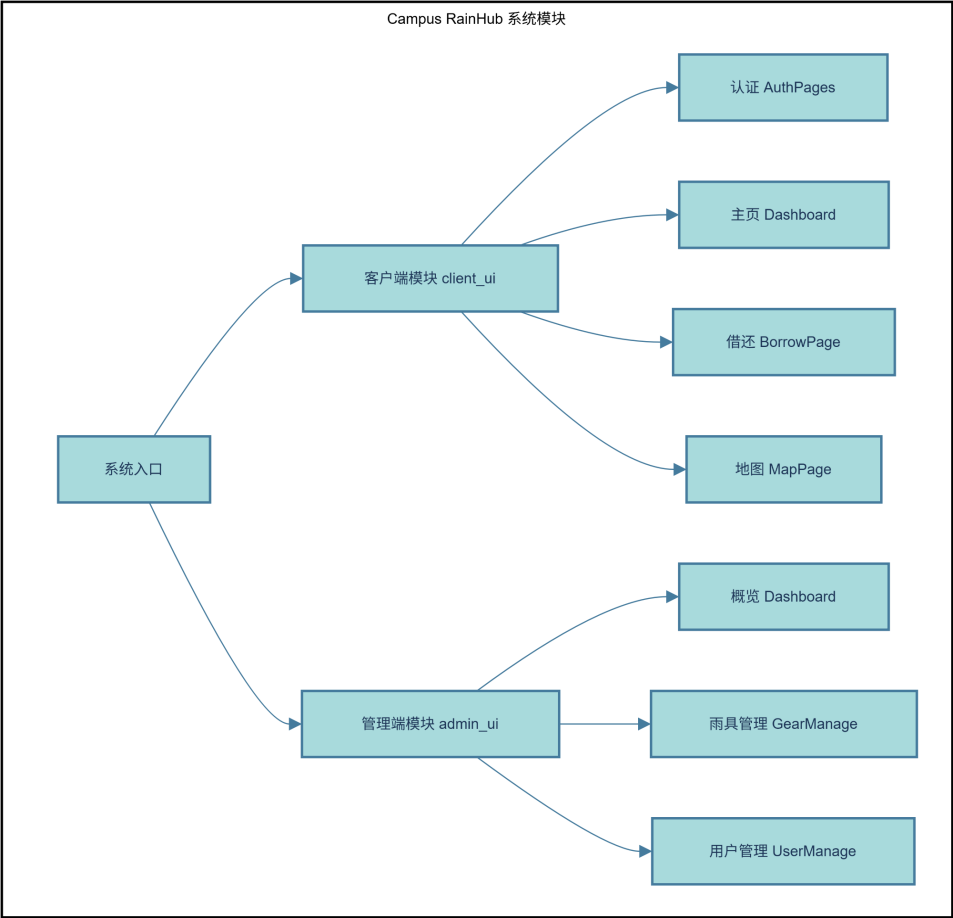 Campus RainHub 系统模块
认证 AuthPages
主页 Dashboard
客户端模块 client_ui
借还 BorrowPage
系统入口
地图 MapPage
概览 Dashboard
管理端模块 admin_ui
雨具管理 GearManage
用户管理 UserManage